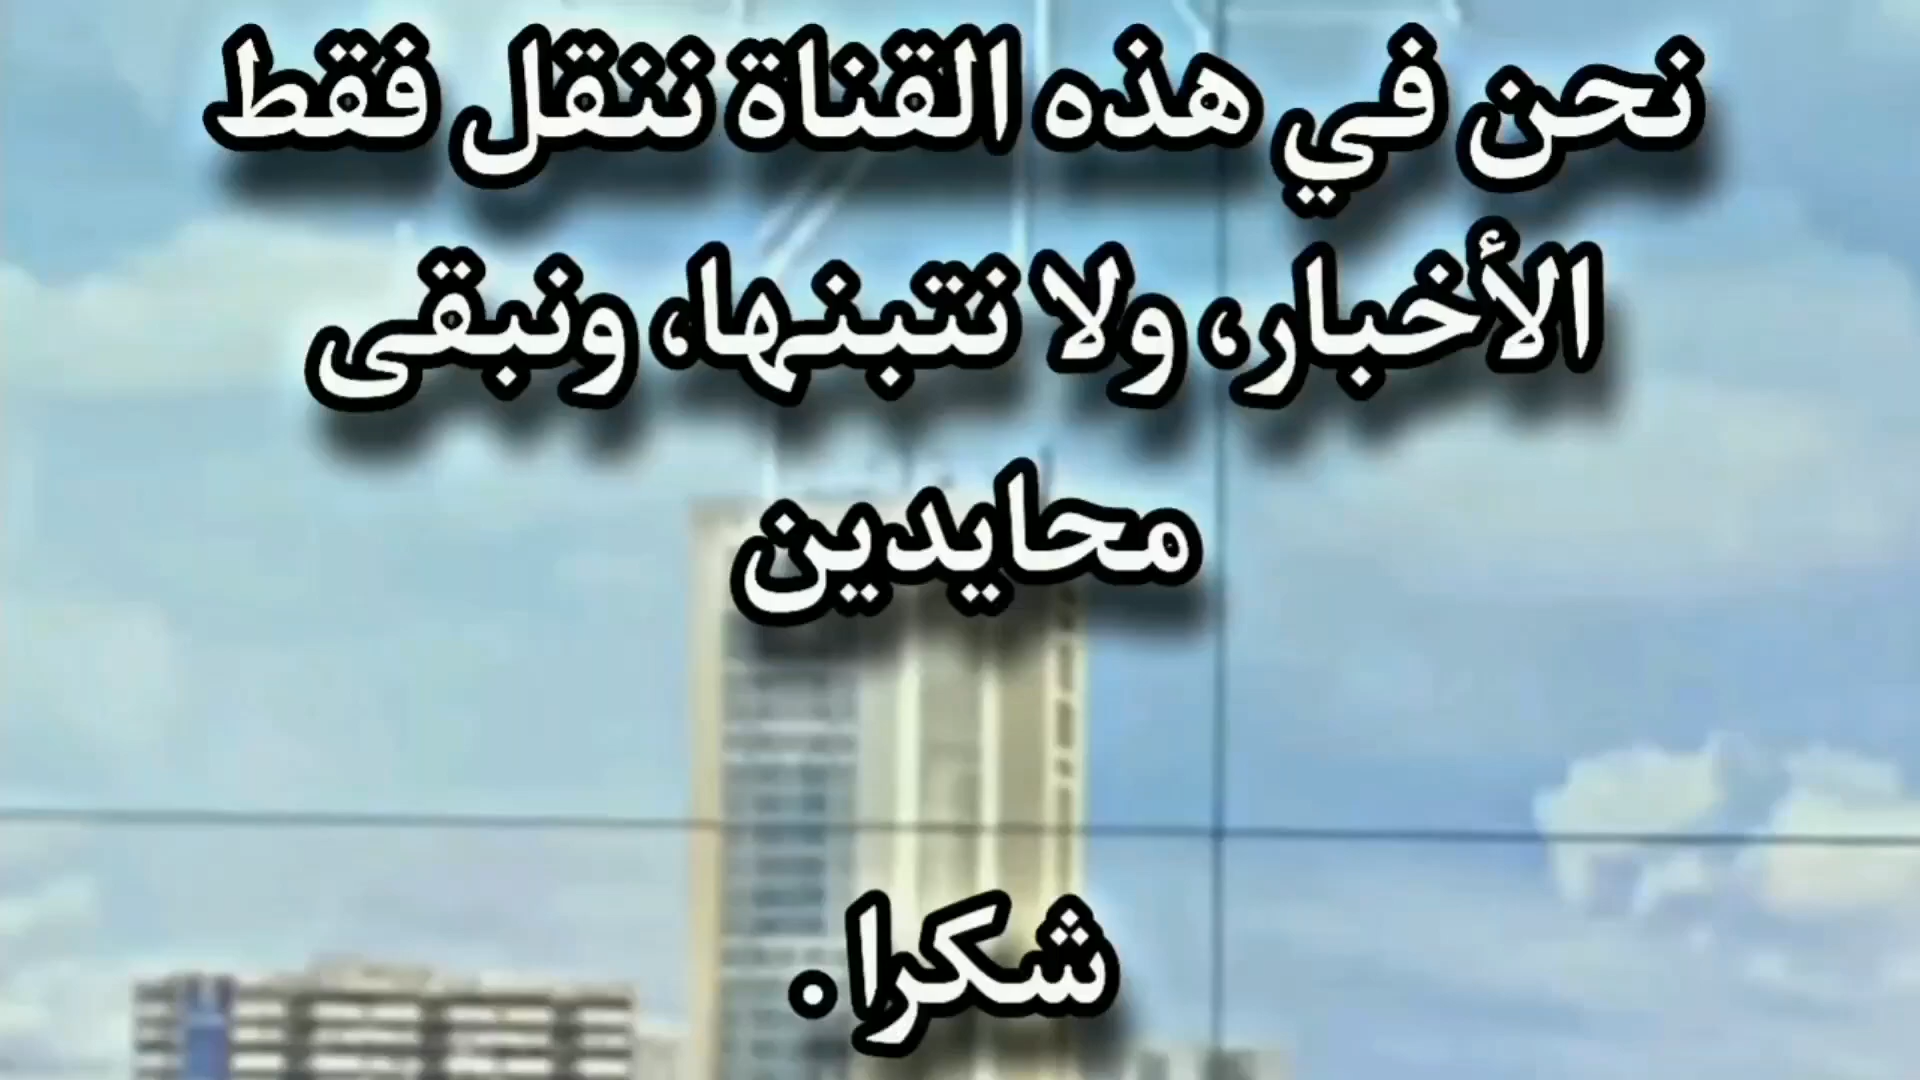 نحن في هذه القناة ننقل فقط
الأخبار، ولا نتبنها، ونبقى
محايدين
شكرا.